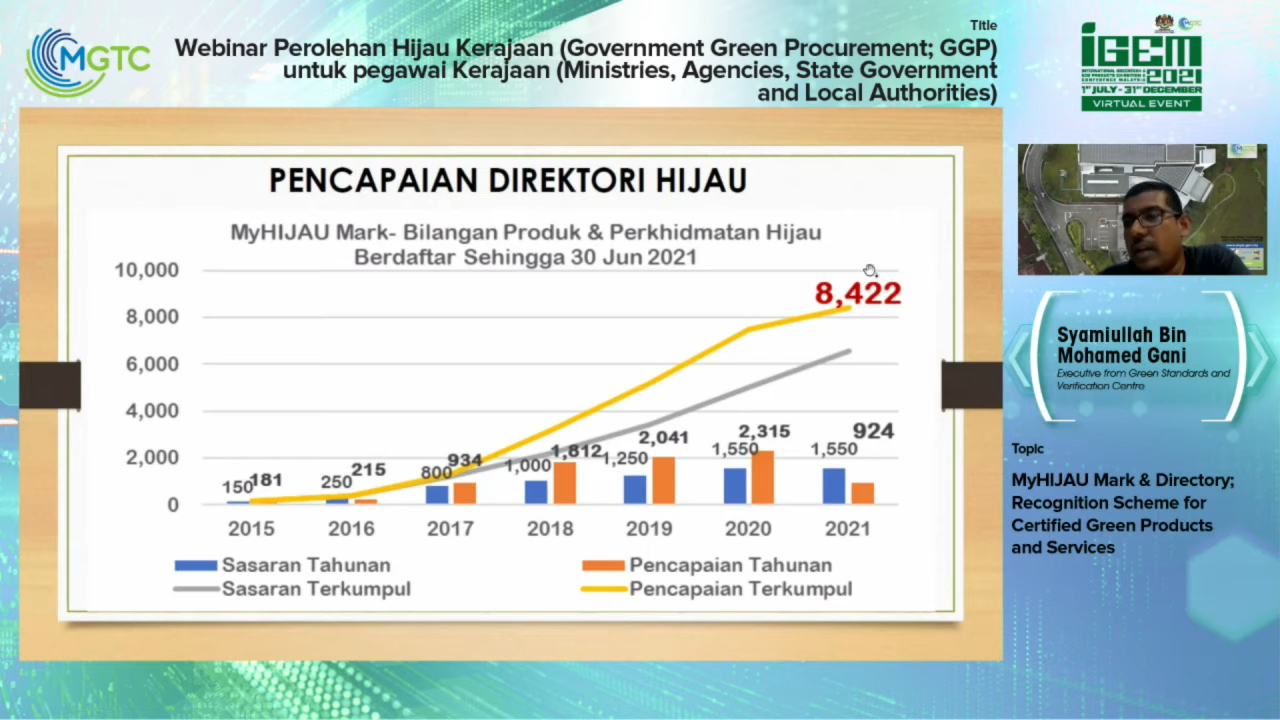 MGTC
Title
Webinar Perolehan Hijau Kerajaan (Government Green Procurement; GGP)
untuk pegawai Kerajaan (Ministries, Agencies, State Government
and Local Authorities)
iGEM
2021
1ST JULY - 31ST DECEMBER
VIRTUAL EVENT
PENCAPAIAN DIREKTORI HIJAU
MyHIJAU Mark- Bilangan Produk & Perkhidmatan Hijau
Berdaftar Sehingga 30 Jun 2021
10,000
8,000
6,000
4,000
2,000
0
8,422
150 181 250 215 800 934 1,000 1,812 1,250 2,041 1,550 2,315 1,550 924
2015 2016 2017 2018 2019 2020 2021
Sasaran Tahunan Pencapaian Tahunan
Sasaran Terkumpul Pencapaian Terkumpul
Syamiullah Bin
Mohamed Gani
Executive from Green Standards and
Verification Centre
Topic
MyHIJAU Mark & Directory;
Recognition Scheme for
Certified Green Products
and Services